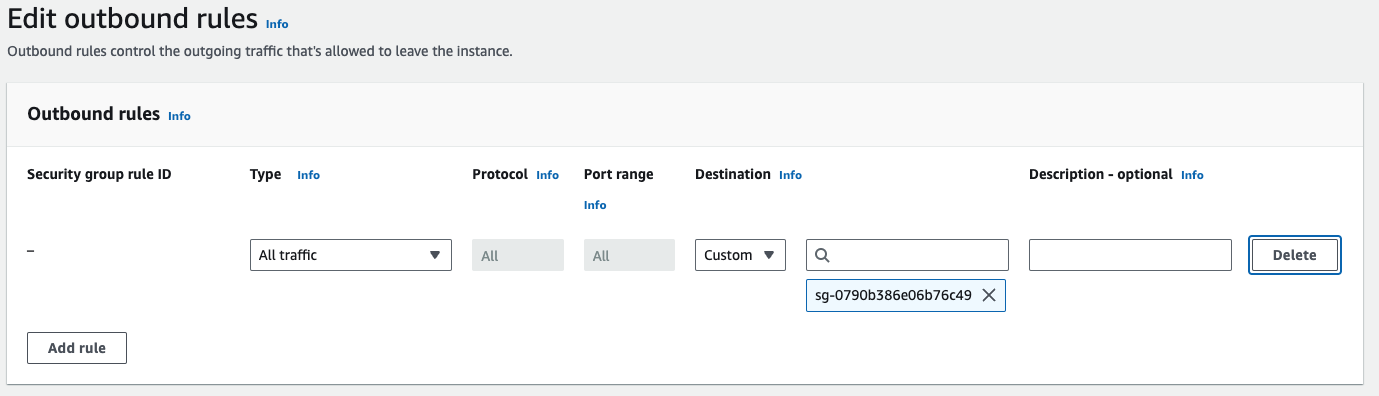 Edit outbound rules Info
Outbound rules control the outgoing traffic that's allowed to leave the instance.
Outbound rules Info
Security group rule ID Type Info Protocol Info Port range Info Destination Info Description - optional Info
– All traffic All All Custom Delete
sg-0790b386e06b76c49
Add rule